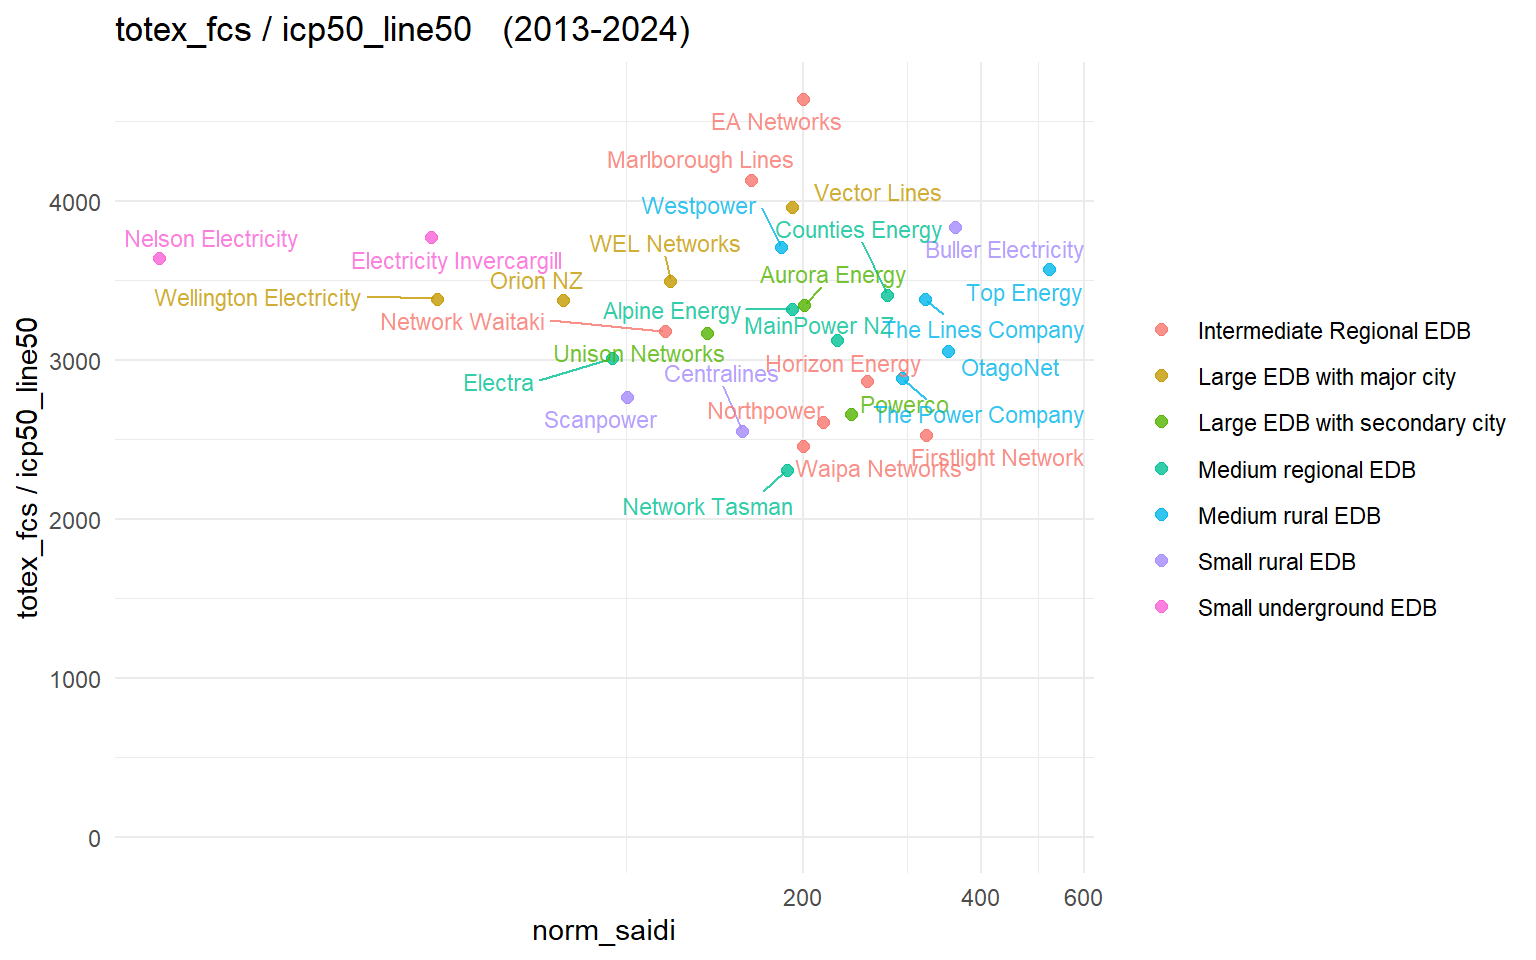 totex_fcs / icp50_line50 (2013-2024)
EA Networks
Marlborough Lines
Vector Lines
Westpower
Counties Energy
Nelson Electricity
WEL Networks
Buller Electricity
Electricity Invercargill
Aurora Energy
Orion NZ
Top Energy
Wellington Electricity
Alpine Energy
Network Waitaki
MainPower NZ
The Lines Company
Unison Networks
Horizon Energy
OtagoNet
Electra
Centralines
Powerco
Northpower
The Power Company
Scanpower
Firstlight Network
Waipa Networks
Network Tasman
4000
3000
2000
1000
0
totex_fcs / icp50_line50
200
400
600
norm_saidi
Intermediate Regional EDB
Large EDB with major city
Large EDB with secondary city
Medium regional EDB
Medium rural EDB
Small rural EDB
Small underground EDB